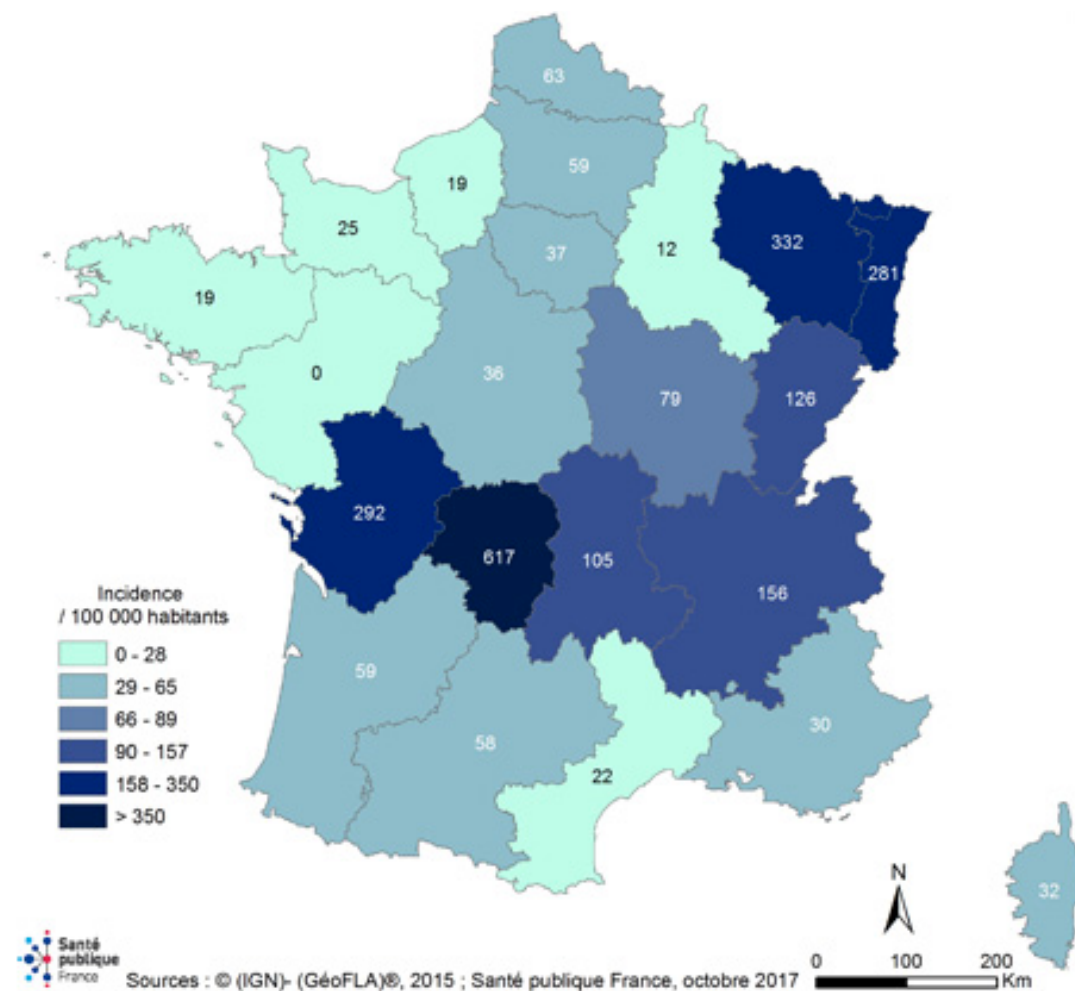 63
59
19
25
37
12
332
281
19
0
36
79
126
292
617
105
156
59
58
22
30
32
Incidence
/ 100 000 habitants
0 - 28
29 - 65
66 - 89
90 - 157
158 - 350
> 350
N
0 100 200
Km
Santé
publique
France
Sources : © (IGN)- (GéoFLA)®, 2015 ; Santé publique France, octobre 2017